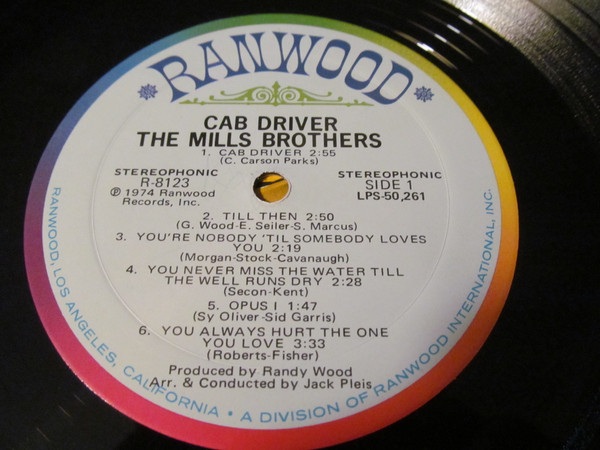 RANWOOD
CAB DRIVER
THE MILLS BROTHERS
1. CAB DRIVER 2:55
(C. Carson Parks)
STEREOPHONIC
R-8123
℗ 1974 Ranwood
Records, Inc.
STEREOPHONIC
SIDE 1
LPS-50,261
2. TILL THEN 2:50
(G. Wood-E. Seiler-S. Marcus)
3. YOU'RE NOBODY 'TIL SOMEBODY LOVES
YOU 2:19
(Morgan-Stock-Cavanaugh)
4. YOU NEVER MISS THE WATER TILL
THE WELL RUNS DRY 2:28
(Secon-Kent)
5. OPUS I 1:47
(Sy Oliver-Sid Garris)
6. YOU ALWAYS HURT THE ONE
YOU LOVE 3:33
(Roberts-Fisher)
Produced by Randy Wood
Arr. & Conducted by Jack Pleis
RANWOOD, LOS ANGELES, CALIFORNIA • A DIVISION OF RANWOOD INTERNATIONAL, INC.